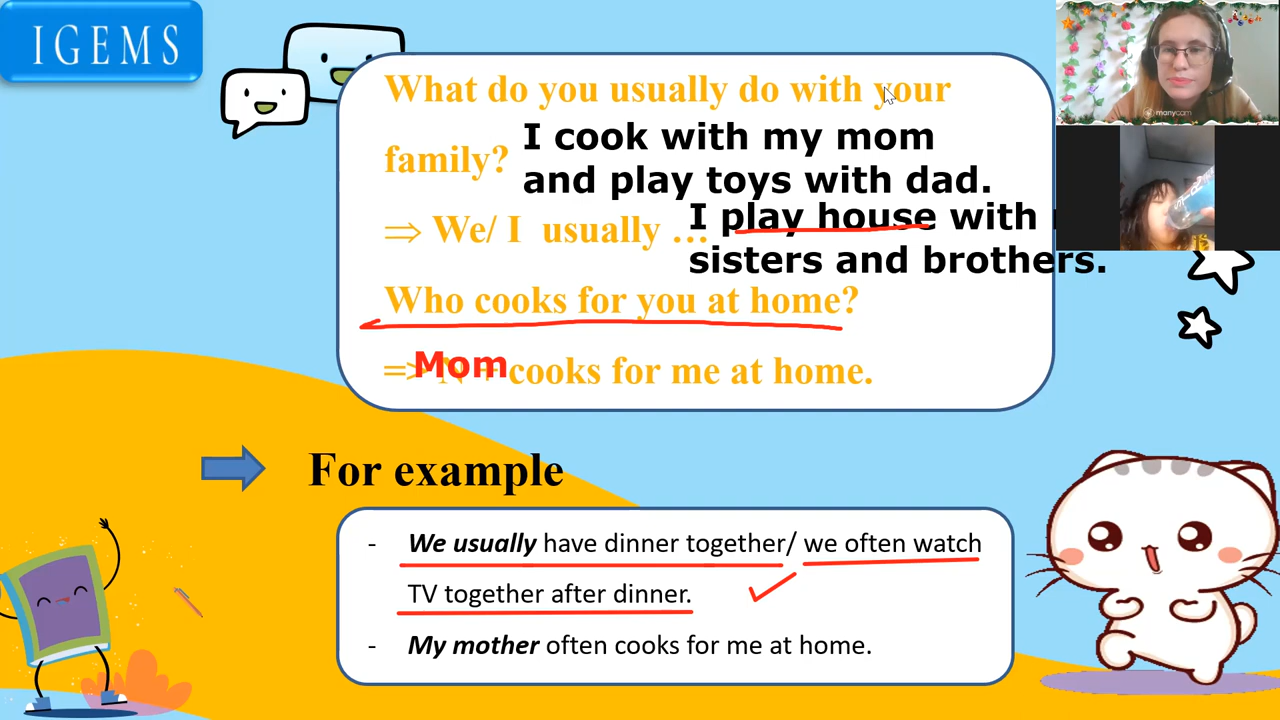 IGEMS
What do you usually do with your
family?
I cook with my mom
and play toys with dad.
⇒ We/ I usually …
I play house with
sisters and brothers.
Who cooks for you at home?
=> N + cooks for me at home.
Mom
For example
- We usually have dinner together/ we often watch
TV together after dinner.
- My mother often cooks for me at home.
manycam